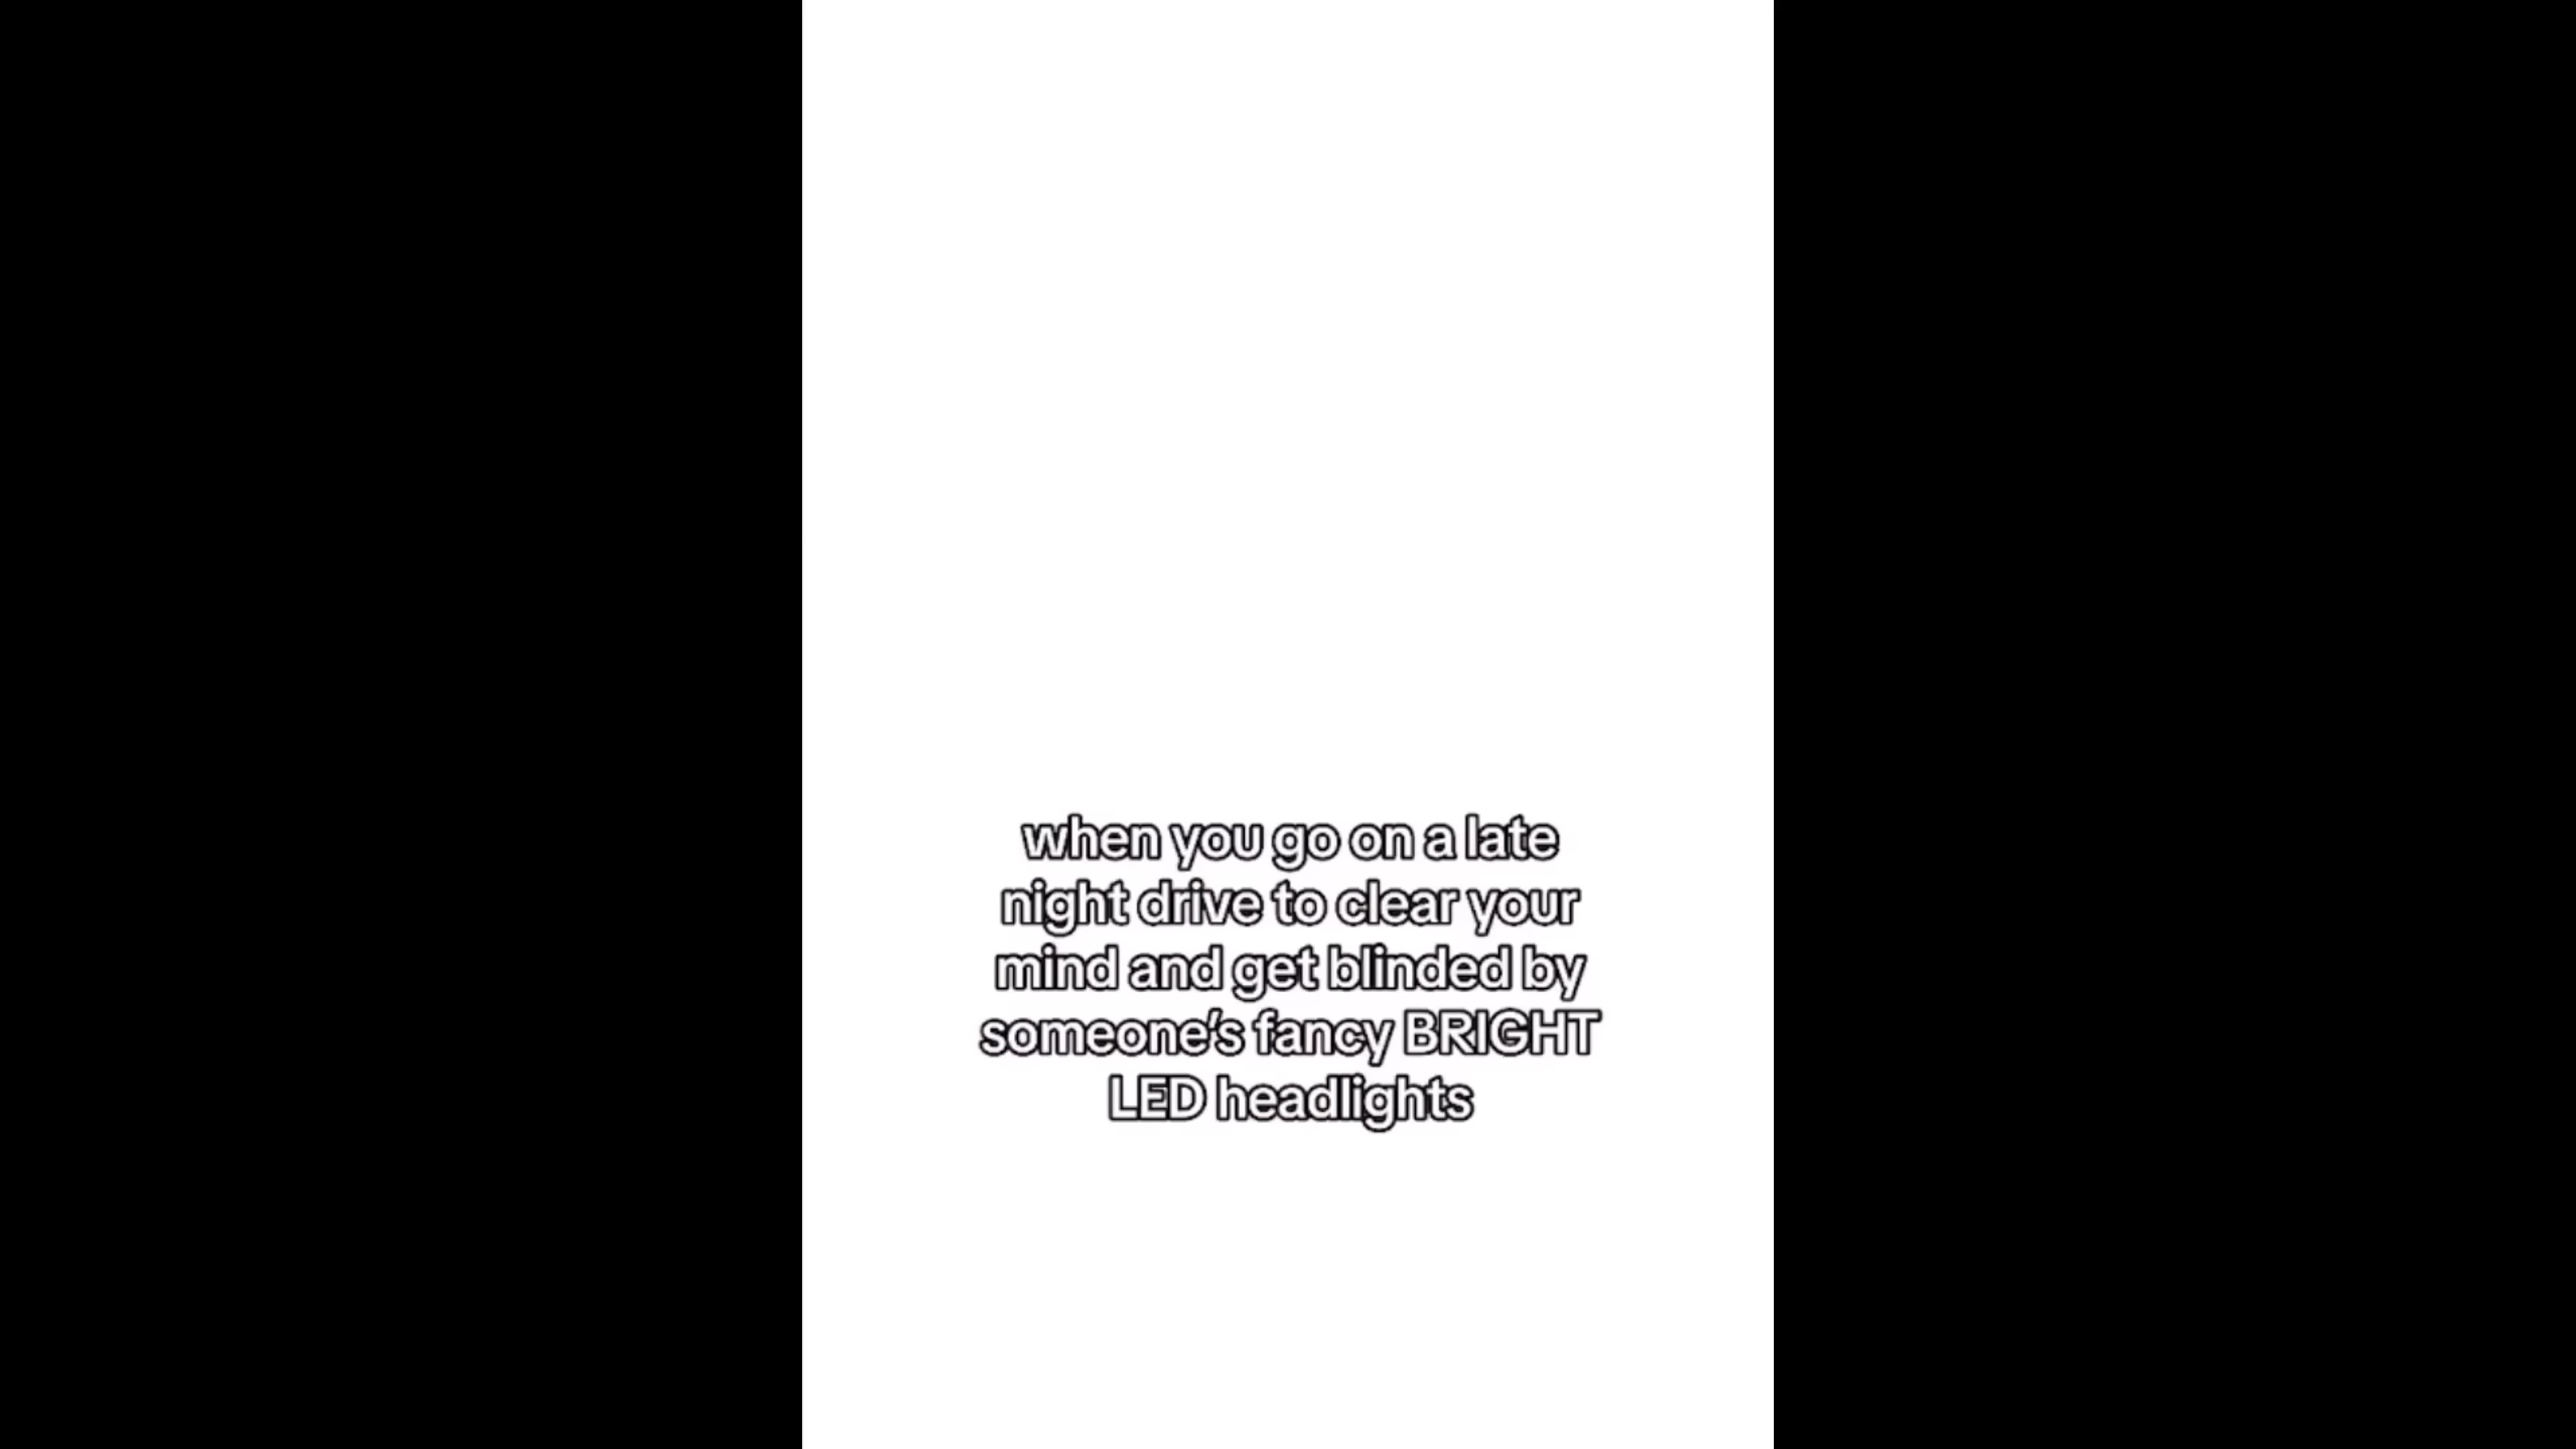 when you go on a late
night drive to clear your
mind and get blinded by
someone's fancy BRIGHT
LED headlights